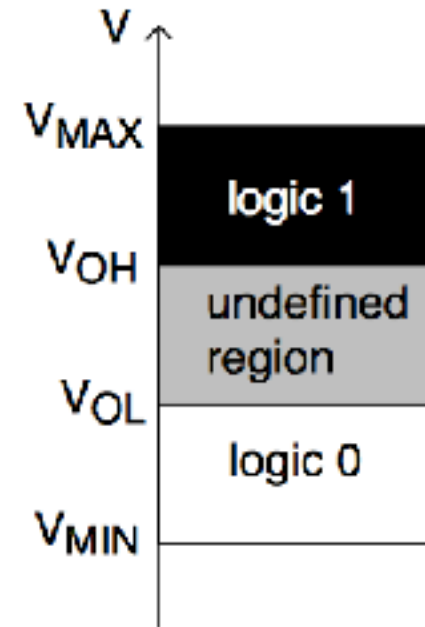 V
VMAX
logic 1
VOH
undefined
region
VOL
logic 0
VMIN